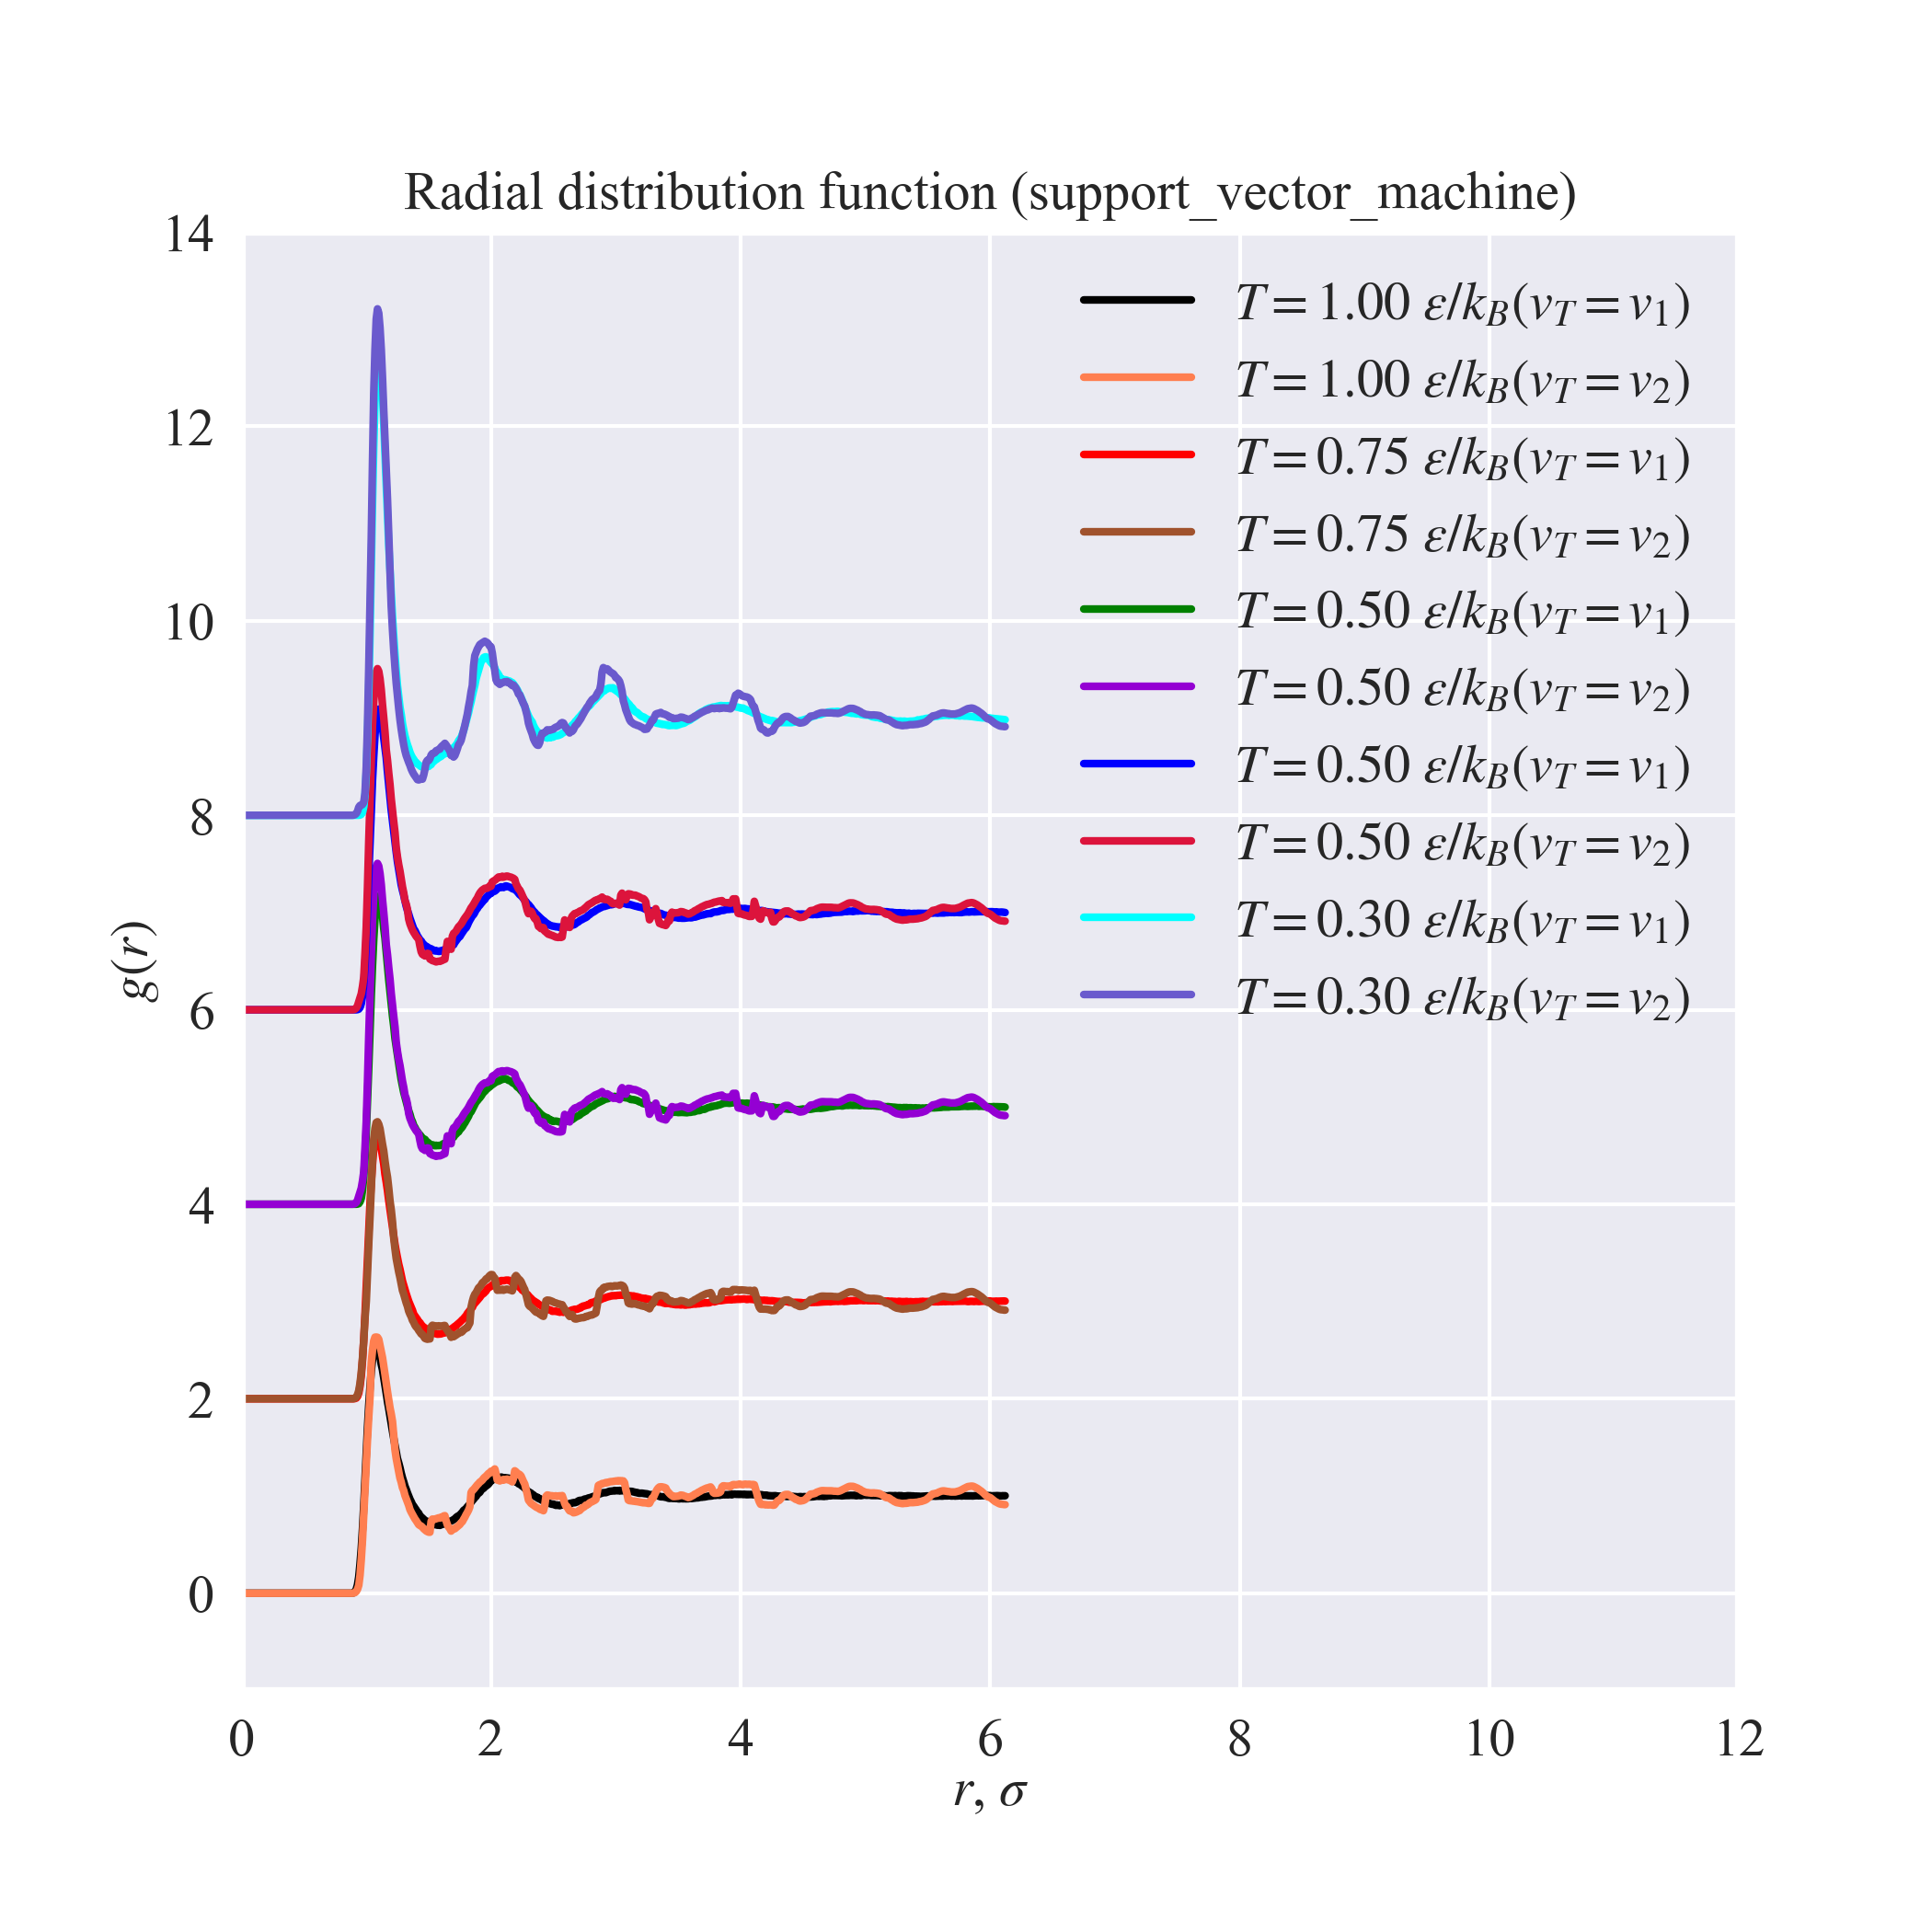 Radial distribution function (support_vector_machine)
14
12
10
8
6
4
2
0
g(r)
T = 1.00 ε/k_B(v_T = v_1)
T = 1.00 ε/k_B(v_T = v_2)
T = 0.75 ε/k_B(v_T = v_1)
T = 0.75 ε/k_B(v_T = v_2)
T = 0.50 ε/k_B(v_T = v_1)
T = 0.50 ε/k_B(v_T = v_2)
T = 0.50 ε/k_B(v_T = v_1)
T = 0.50 ε/k_B(v_T = v_2)
T = 0.30 ε/k_B(v_T = v_1)
T = 0.30 ε/k_B(v_T = v_2)
0 2 4 6 8 10 12
r, σ